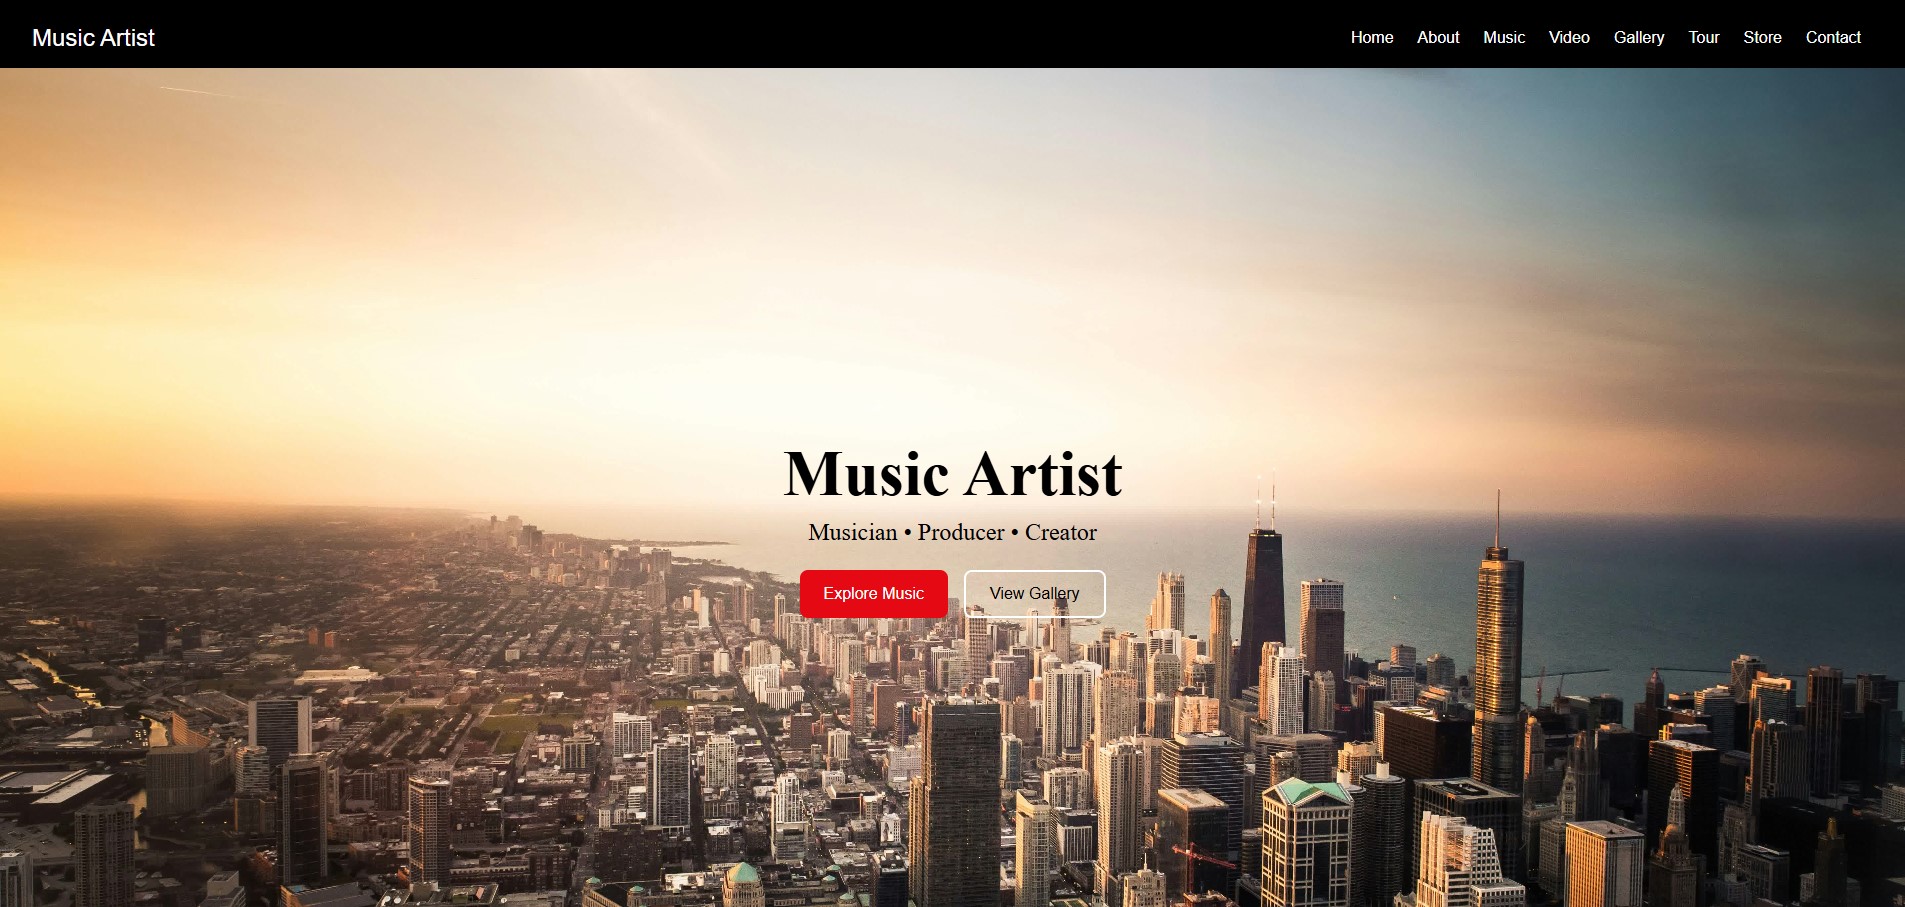 Music Artist
Home About Music Video Gallery Tour Store Contact
Music Artist
Musician • Producer • Creator
Explore Music
View Gallery